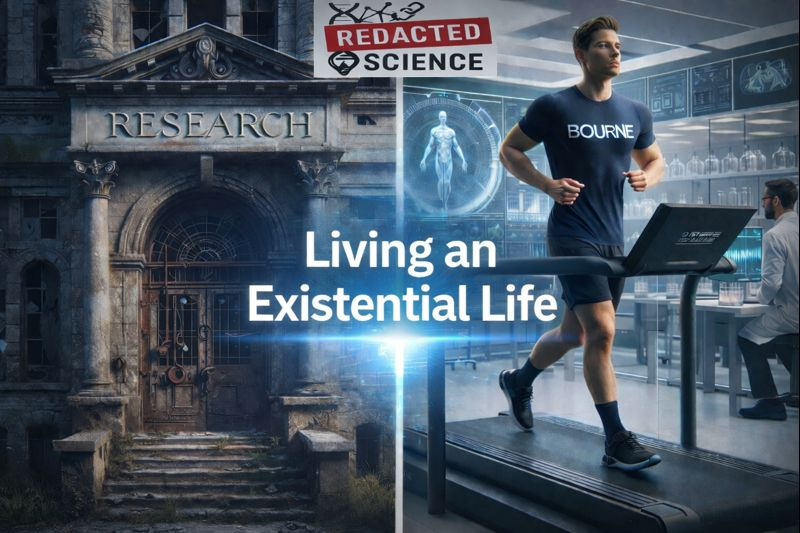 REDACTED
SCIENCE
RESEARCH
BOURNE
Living an
Existential Life